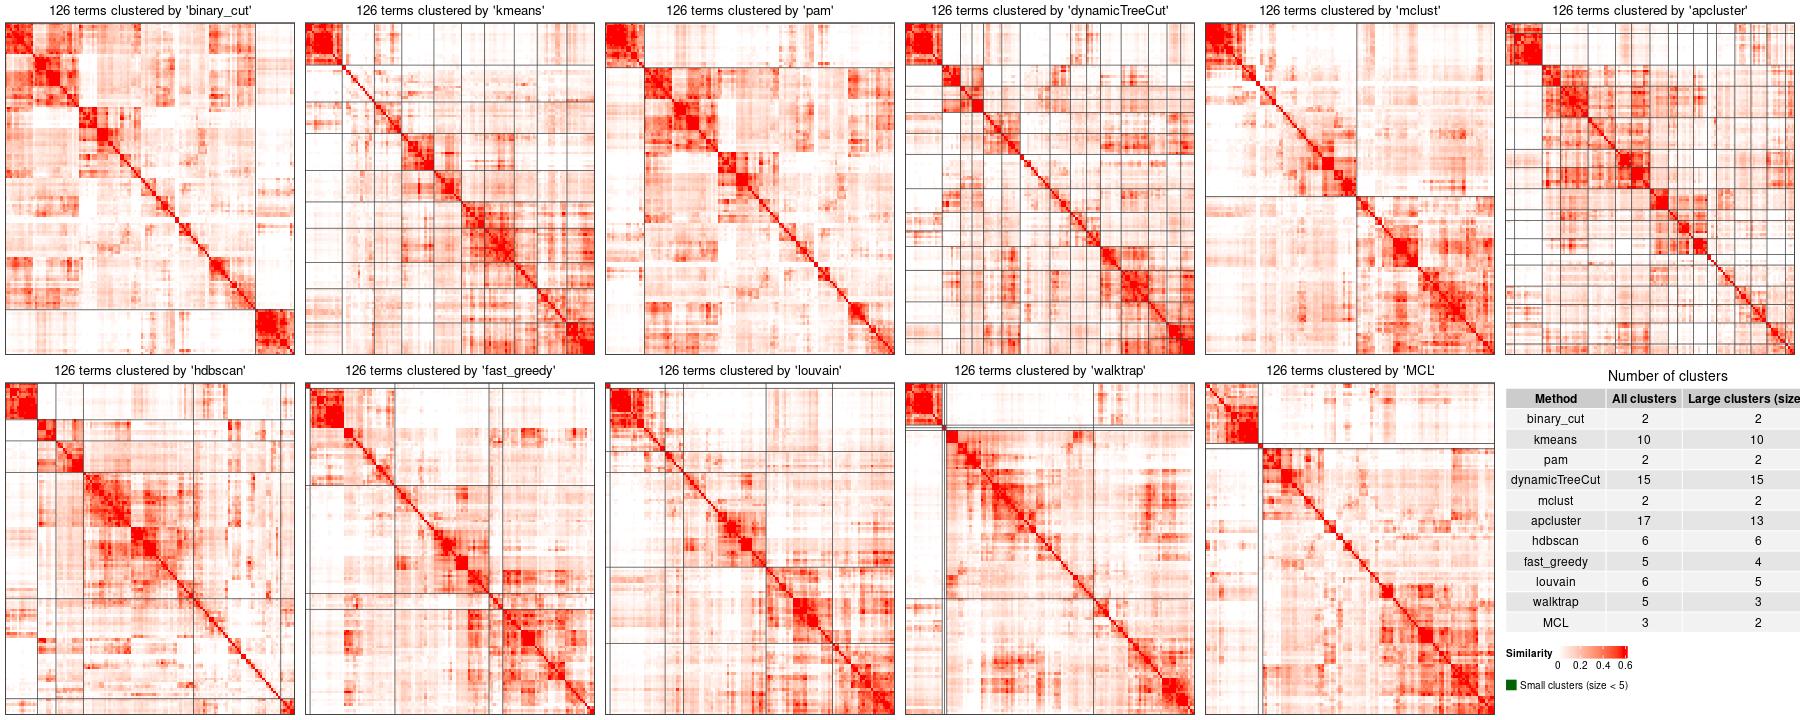 126 terms clustered by 'binary_cut'
126 terms clustered by 'kmeans'
126 terms clustered by 'pam'
126 terms clustered by 'dynamicTreeCut'
126 terms clustered by 'mclust'
126 terms clustered by 'apcluster'
126 terms clustered by 'hdbscan'
126 terms clustered by 'fast_greedy'
126 terms clustered by 'louvain'
126 terms clustered by 'walktrap'
126 terms clustered by 'MCL'
Number of clusters
Method All clusters Large clusters (size
binary_cut 2 2
kmeans 10 10
pam 2 2
dynamicTreeCut 15 15
mclust 2 2
apcluster 17 13
hdbscan 6 6
fast_greedy 5 4
louvain 6 5
walktrap 5 3
MCL 3 2
Similarity
0 0.2 0.4 0.6
Small clusters (size < 5)